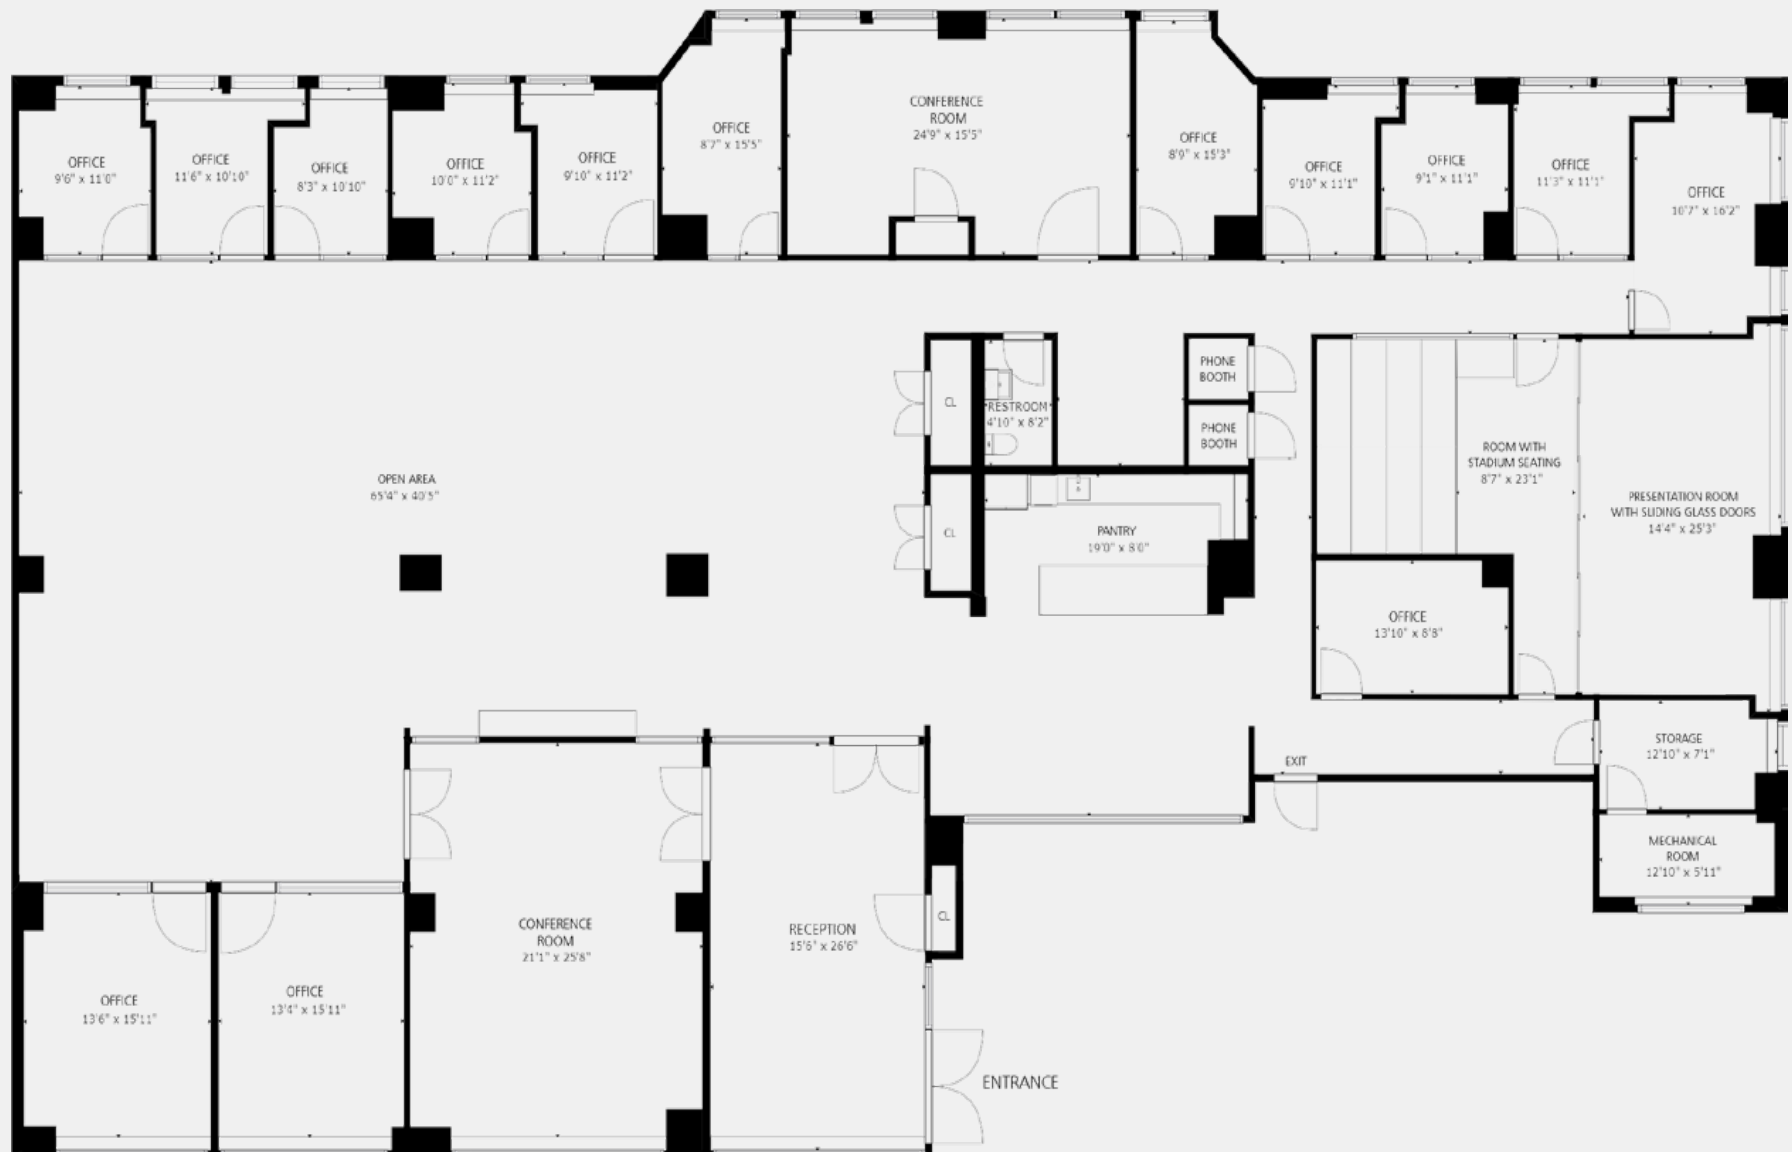 OFFICE
9'6" x 11'0"
OFFICE
11'6" x 10'10"
OFFICE
8'3" x 10'10"
OFFICE
10'0" x 11'2"
OFFICE
9'10" x 11'2"
OFFICE
8'7" x 15'5"
CONFERENCE
ROOM
24'9" x 15'5"
OFFICE
8'9" x 15'3"
OFFICE
9'10" x 11'1"
OFFICE
9'1" x 11'1"
OFFICE
11'3" x 11'1"
OFFICE
10'7" x 16'2"
OPEN AREA
65'4" x 40'5"
CL
RESTROOM
4'10" x 8'2"
PHONE
BOOTH
PHONE
BOOTH
CL
PANTRY
19'0" x 8'0"
ROOM WITH
STADIUM SEATING
8'7" x 23'1"
PRESENTATION ROOM
WITH SLIDING GLASS DOORS
14'4" x 25'3"
OFFICE
13'10" x 8'8"
EXIT
STORAGE
12'10" x 7'1"
MECHANICAL
ROOM
12'10" x 5'11"
OFFICE
13'6" x 15'11"
OFFICE
13'4" x 15'11"
CONFERENCE
ROOM
21'1" x 25'8"
RECEPTION
15'6" x 26'6"
CL
ENTRANCE